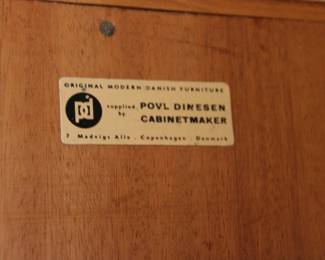 ORIGINAL MODERN DANISH FURNITURE
pd
supplied by POVL DINESEN
CABINETMAKER
7 Madvigs Alle . Copenhagen . Denmark